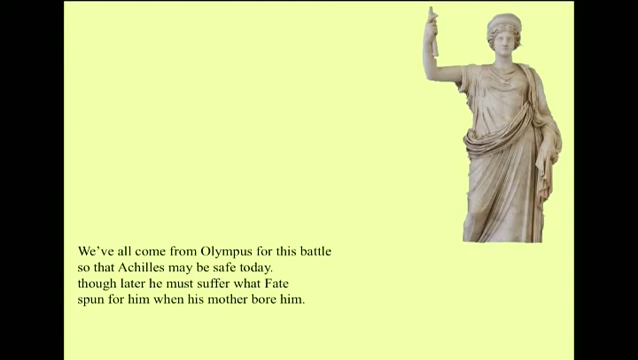 We've all come from Olympus for this battle
so that Achilles may be safe today.
though later he must suffer what Fate
spun for him when his mother bore him.